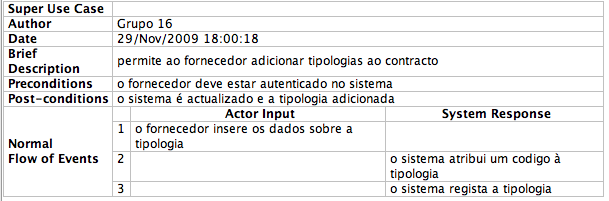 Super Use Case
Author Grupo 16
Date 29/Nov/2009 18:00:18
Brief
Description permite ao fornecedor adicionar tipologias ao contracto
Preconditions o fornecedor deve estar autenticado no sistema
Post-conditions o sistema é actualizado e a tipologia adicionada
Normal
Flow of Events
Actor Input System Response
1 o fornecedor insere os dados sobre a
tipologia
2 o sistema atribui um codigo à
tipologia
3 o sistema regista a tipologia